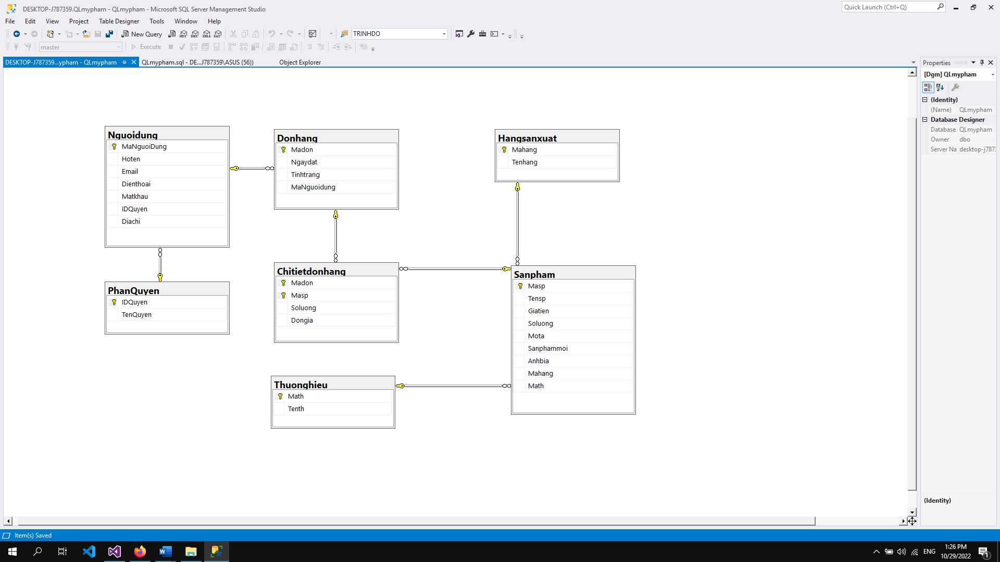 DESKTOP-J787359.QLmypham - QLmypham - Microsoft SQL Server Management Studio
Quick Launch (Ctrl+Q)
File Edit View Project Table Designer Tools Window Help
New Query MDX DMX XMLA DAX TRINHDO
master Execute
DESKTOP-J787359...ypham - QLmypham QLmypham.sql - DE...J787359\ASUS (56)) Object Explorer
Nguoidung
MaNguoiDung
Hoten
Email
Dienthoai
Matkhau
IDQuyen
Diachi
PhanQuyen
IDQuyen
TenQuyen
Donhang
Madon
Ngaydat
Tinhtrang
MaNguoidung
Chitietdonhang
Madon
Masp
Soluong
Dongia
Thuonghieu
Math
Tenth
Hangsanxuat
Mahang
Tenhang
Sanpham
Masp
Tensp
Giatien
Soluong
Mota
Sanphammoi
Anhbia
Mahang
Math
Properties
[Dgm] QLmypham
(Identity)
(Name) QLmypham
Database Designer
Database QLmypham
Owner dbo
Server Na desktop-j787
(Identity)
Item(s) Saved
ENG
1:26 PM
10/29/2022
1